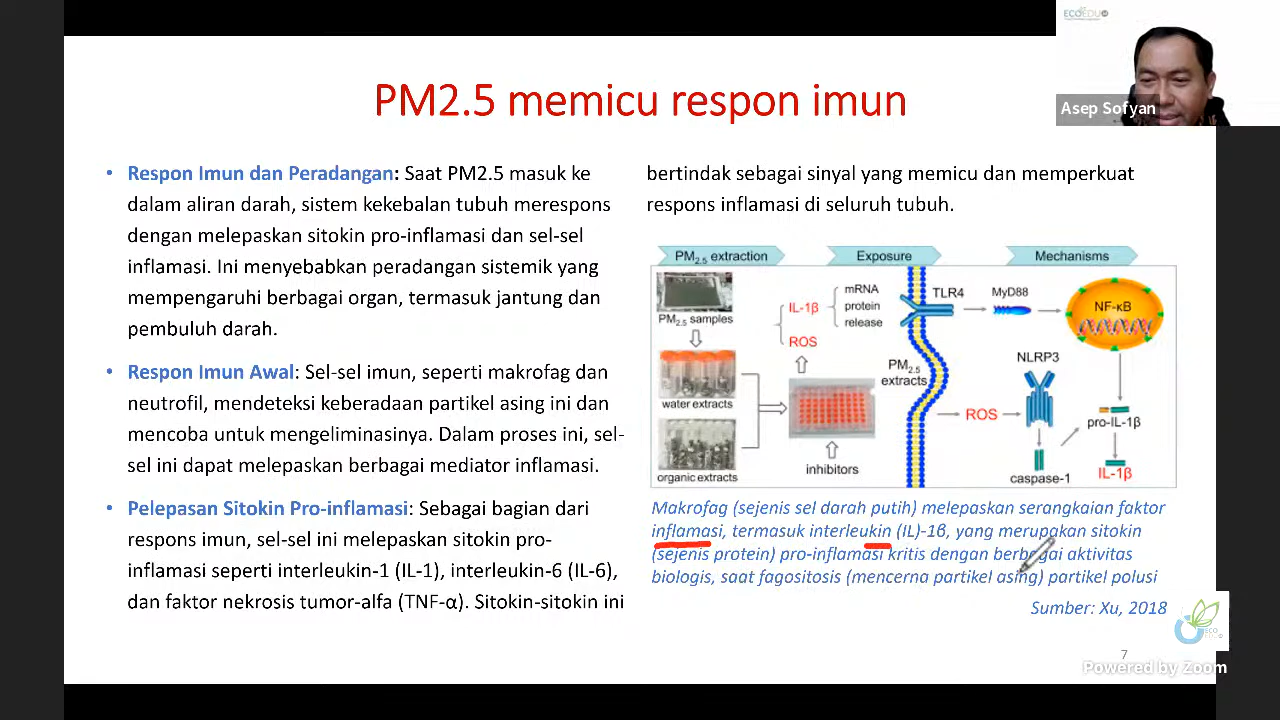 ECOEDU
Asep Sofyan
PM2.5 memicu respon imun
• Respon Imun dan Peradangan: Saat PM2.5 masuk ke
dalam aliran darah, sistem kekebalan tubuh merespons
dengan melepaskan sitokin pro-inflamasi dan sel-sel
inflamasi. Ini menyebabkan peradangan sistemik yang
mempengaruhi berbagai organ, termasuk jantung dan
pembuluh darah.
• Respon Imun Awal: Sel-sel imun, seperti makrofag dan
neutrofil, mendeteksi keberadaan partikel asing ini dan
mencoba untuk mengeliminasinya. Dalam proses ini, sel-
sel ini dapat melepaskan berbagai mediator inflamasi.
• Pelepasan Sitokin Pro-inflamasi: Sebagai bagian dari
respons imun, sel-sel ini melepaskan sitokin pro-
inflamasi seperti interleukin-1 (IL-1), interleukin-6 (IL-6),
dan faktor nekrosis tumor-alfa (TNF-α). Sitokin-sitokin ini
bertindak sebagai sinyal yang memicu dan memperkuat
respons inflamasi di seluruh tubuh.
PM2.5 extraction
Exposure
Mechanisms
PM2.5 samples
water extracts
organic extracts
IL-1β
ROS
mRNA
protein
release
inhibitors
PM2.5
extracts
TLR4
MyD88
NF-κB
NLRP3
ROS
pro-IL-1β
caspase-1
IL-1β
Makrofag (sejenis sel darah putih) melepaskan serangkaian faktor
inflamasi, termasuk interleukin (IL)-1β, yang merupakan sitokin
(sejenis protein) pro-inflamasi kritis dengan berbagai aktivitas
biologis, saat fagositosis (mencerna partikel asing) partikel polusi
Sumber: Xu, 2018
ECO
EDU
7
Powered by Zoom